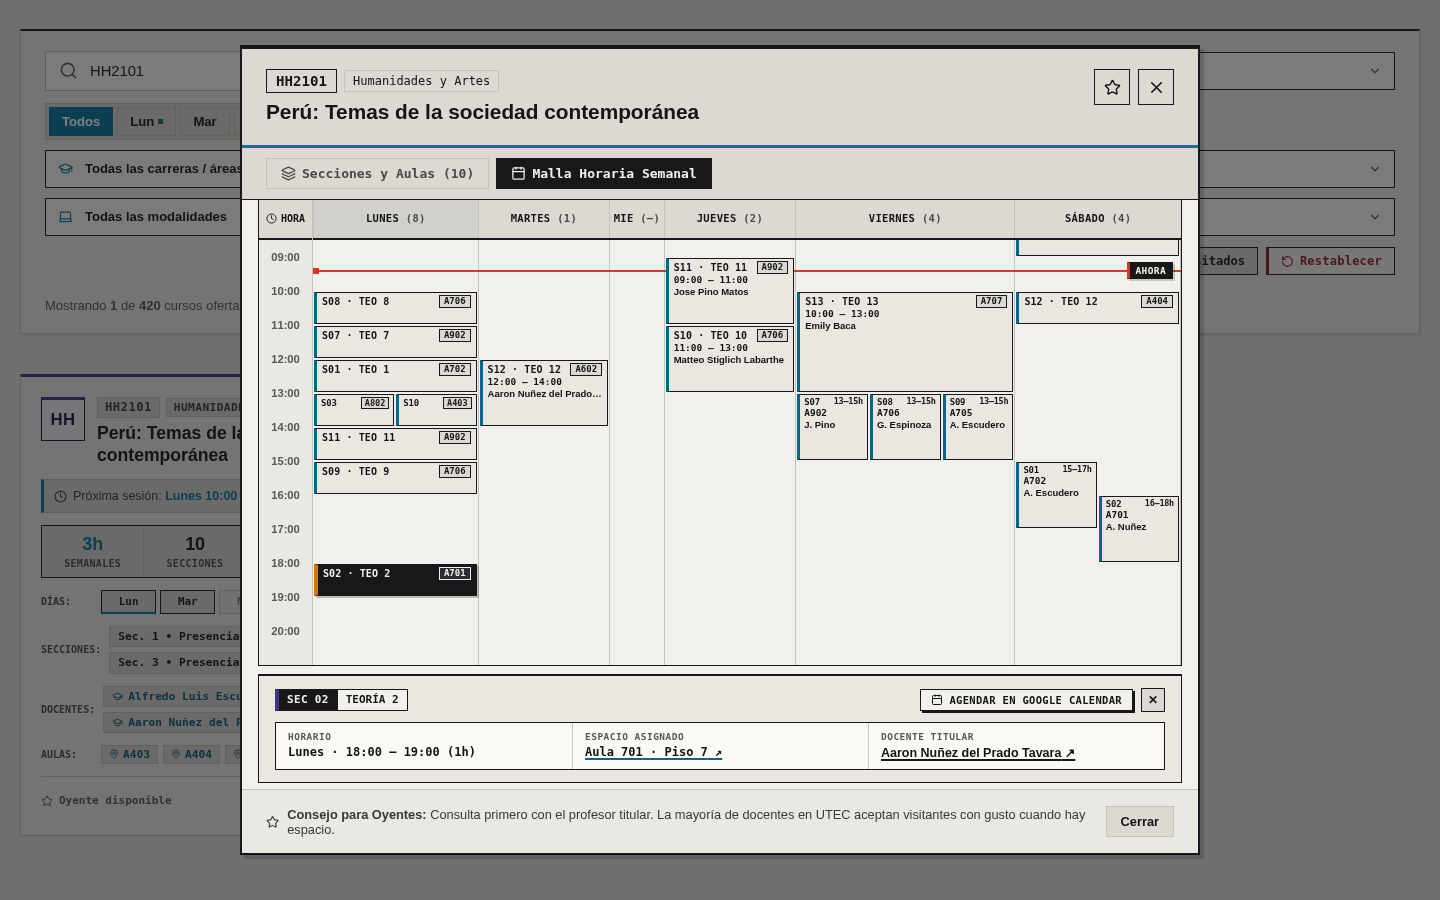 HH2101
Todos
Lun
Mar
Todas las carreras / áreas
Todas las modalidades
Restablecer
Mostrando 1 de 420 cursos oferta
HH
HH2101
Perú: Temas de la
contemporánea
Próxima sesión: Lunes 10:00
3h
SEMANALES
10
SECCIONES
DÍAS:
Lun
Mar
SECCIONES:
Sec. 1 • Presencia
Sec. 3 • Presencia
DOCENTES:
Alfredo Luis Escu
Aaron Nuñez del P
AULAS:
A403
A404
Oyente disponible
HH2101
Humanidades y Artes
Perú: Temas de la sociedad contemporánea
Secciones y Aulas (10)
Malla Horaria Semanal
HORA
LUNES (8)
MARTES (1)
MIE (—)
JUEVES (2)
VIERNES (4)
SÁBADO (4)
09:00
10:00
11:00
12:00
13:00
14:00
15:00
16:00
17:00
18:00
19:00
20:00
AHORA
S08 · TEO 8 A706
S07 · TEO 7 A902
S01 · TEO 1 A702
S03 A802
S10 A403
S11 · TEO 11 A902
S09 · TEO 9 A706
S02 · TEO 2 A701
S12 · TEO 12 A602
12:00 – 14:00
Aaron Nuñez del Prado…
S11 · TEO 11 A902
09:00 – 11:00
Jose Pino Matos
S10 · TEO 10 A706
11:00 – 13:00
Matteo Stiglich Labarthe
S13 · TEO 13 A707
10:00 – 13:00
Emily Baca
S07 13–15h
A902
J. Pino
S08 13–15h
A706
G. Espinoza
S09 13–15h
A705
A. Escudero
S12 · TEO 12 A404
S01 15–17h
A702
A. Escudero
S02 16–18h
A701
A. Nuñez
SEC 02 TEORÍA 2
AGENDAR EN GOOGLE CALENDAR
HORARIO
Lunes · 18:00 – 19:00 (1h)
ESPACIO ASIGNADO
Aula 701 · Piso 7 ↗
DOCENTE TITULAR
Aaron Nuñez del Prado Tavara ↗
Consejo para Oyentes: Consulta primero con el profesor titular. La mayoría de docentes en UTEC aceptan visitantes con gusto cuando hay
espacio.
Cerrar